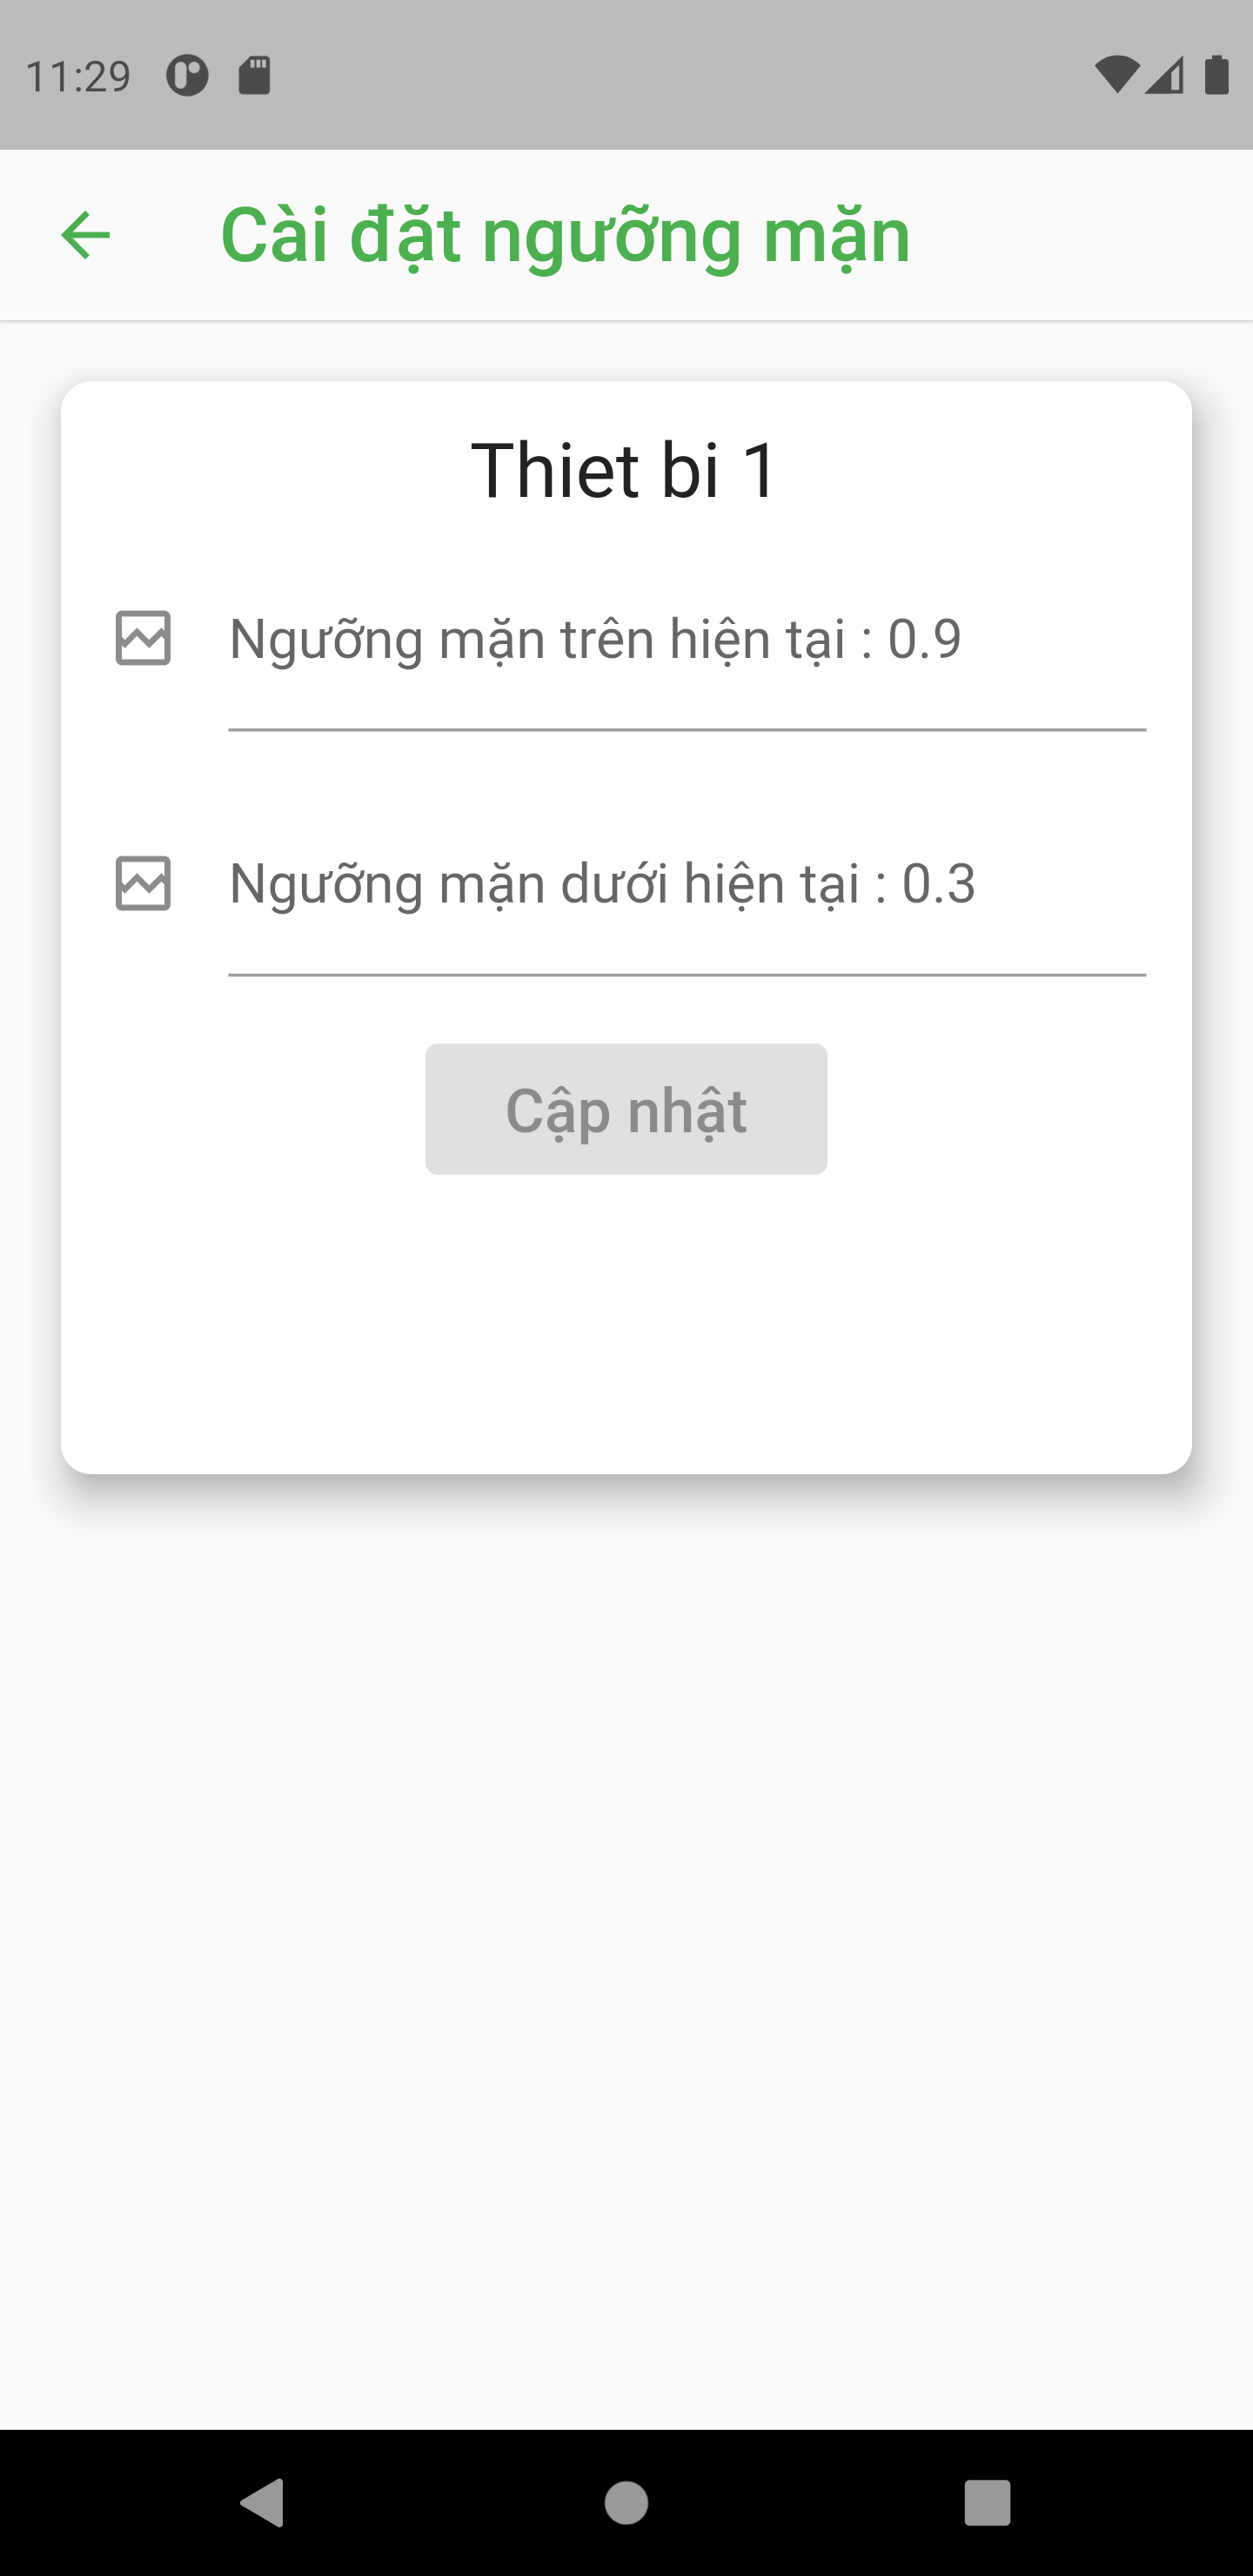 11:29
Cài đặt ngưỡng mặn
Thiet bi 1
Ngưỡng mặn trên hiện tại : 0.9
Ngưỡng mặn dưới hiện tại : 0.3
Cập nhật